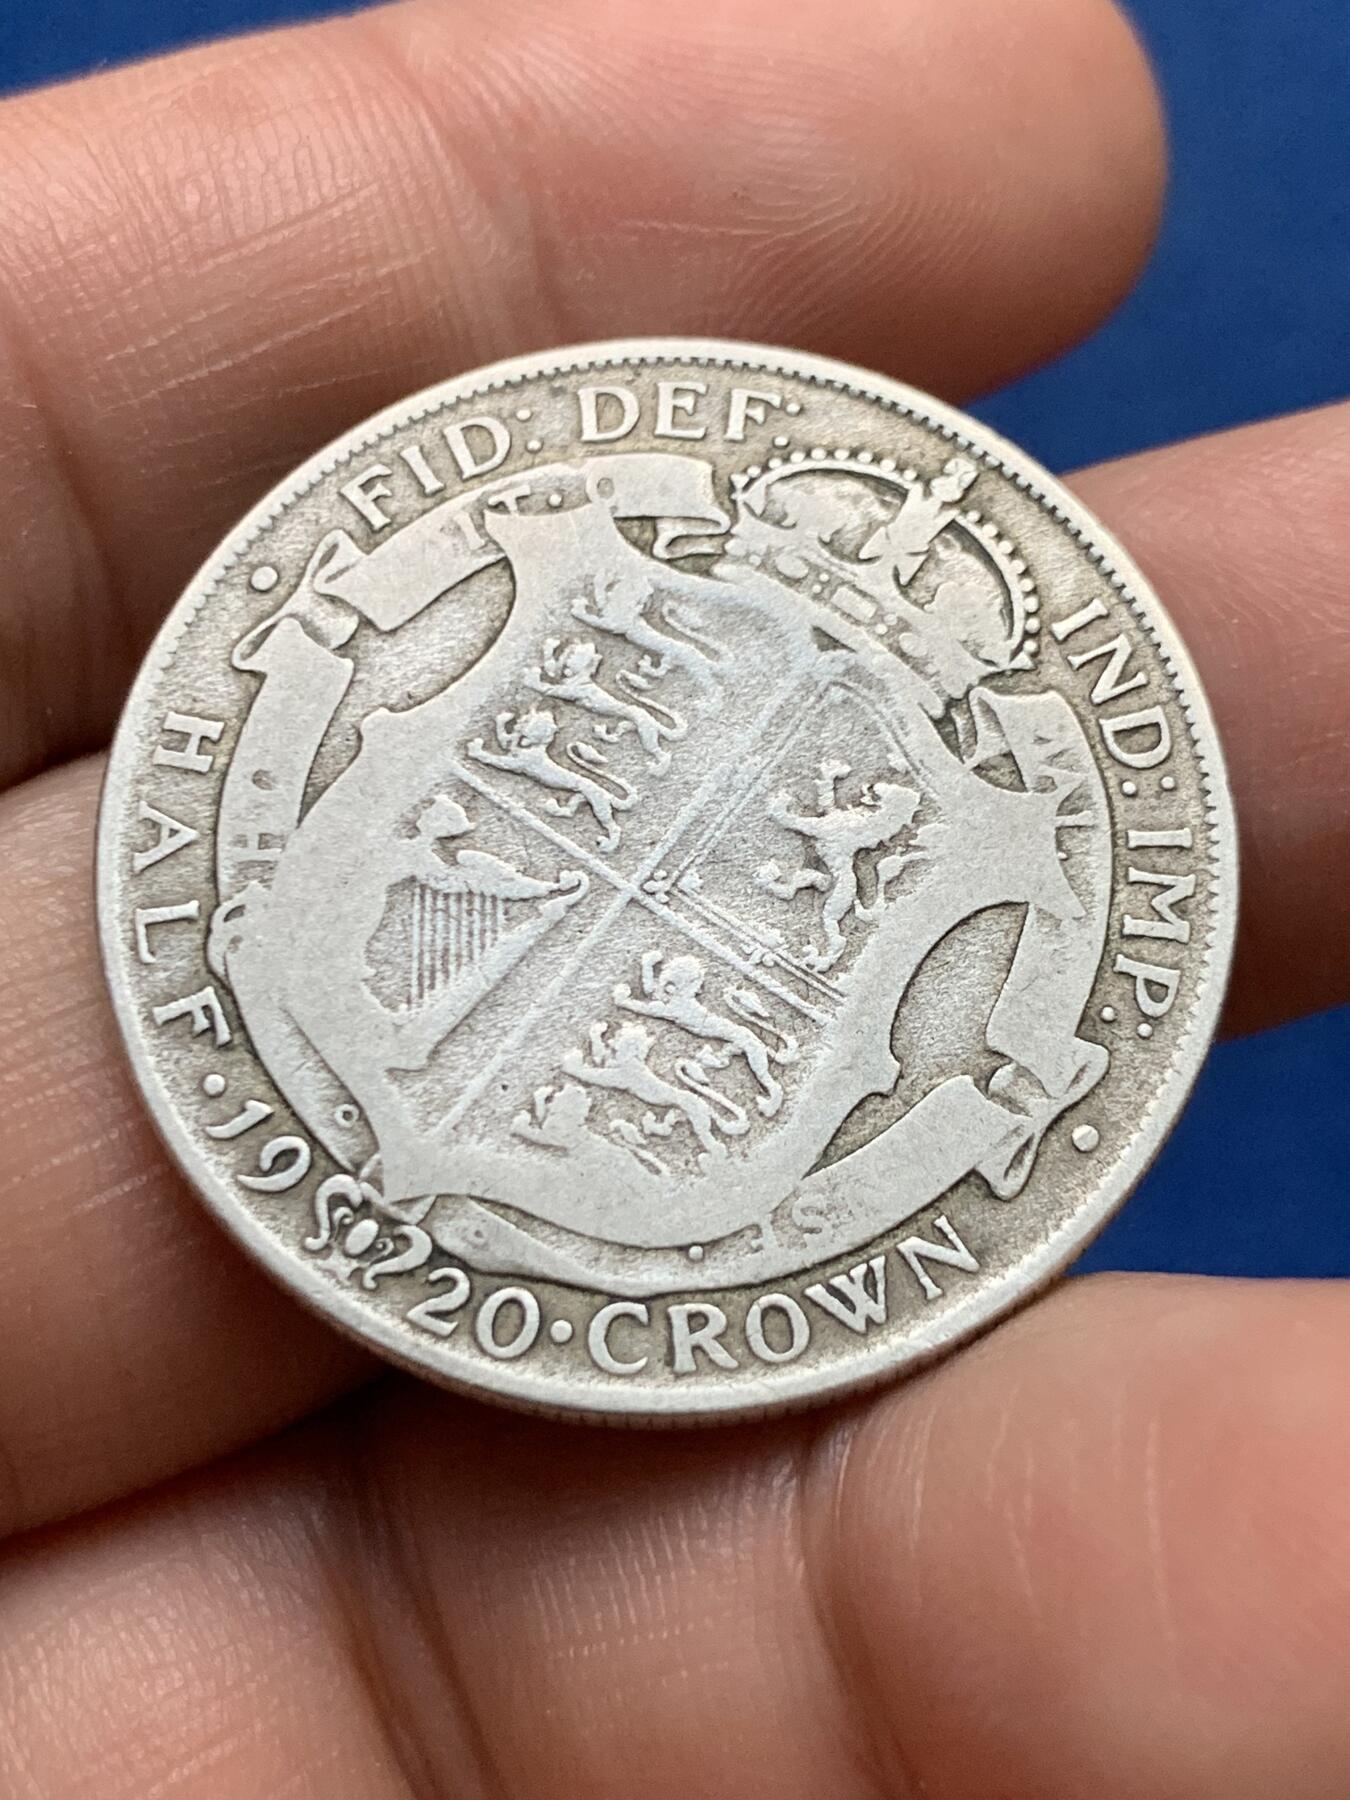 FID: DEF: IND: IMP:
HALF · 19 20 · CROWN